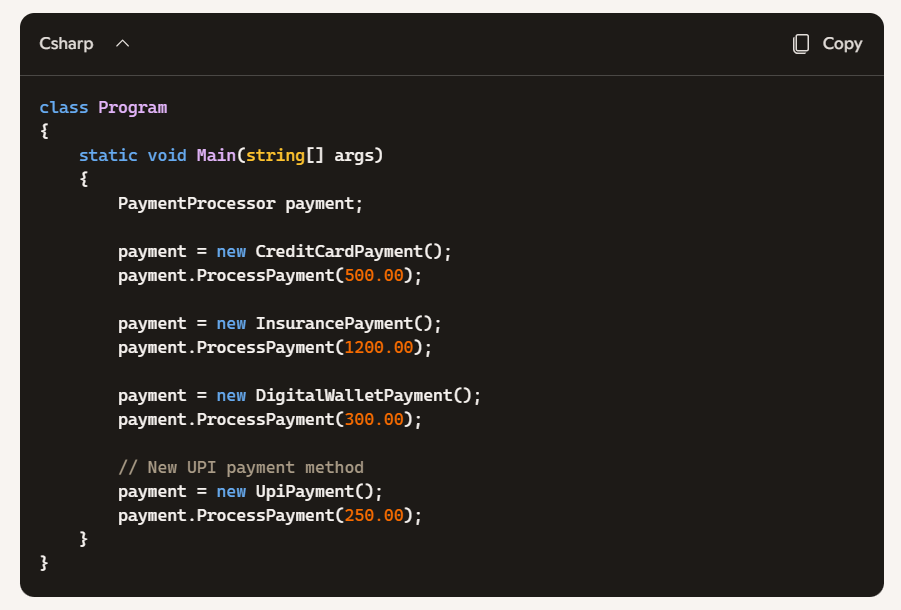 Csharp
Copy
class Program
{
    static void Main(string[] args)
    {
        PaymentProcessor payment;

        payment = new CreditCardPayment();
        payment.ProcessPayment(500.00);

        payment = new InsurancePayment();
        payment.ProcessPayment(1200.00);

        payment = new DigitalWalletPayment();
        payment.ProcessPayment(300.00);

        // New UPI payment method
        payment = new UpiPayment();
        payment.ProcessPayment(250.00);
    }
}